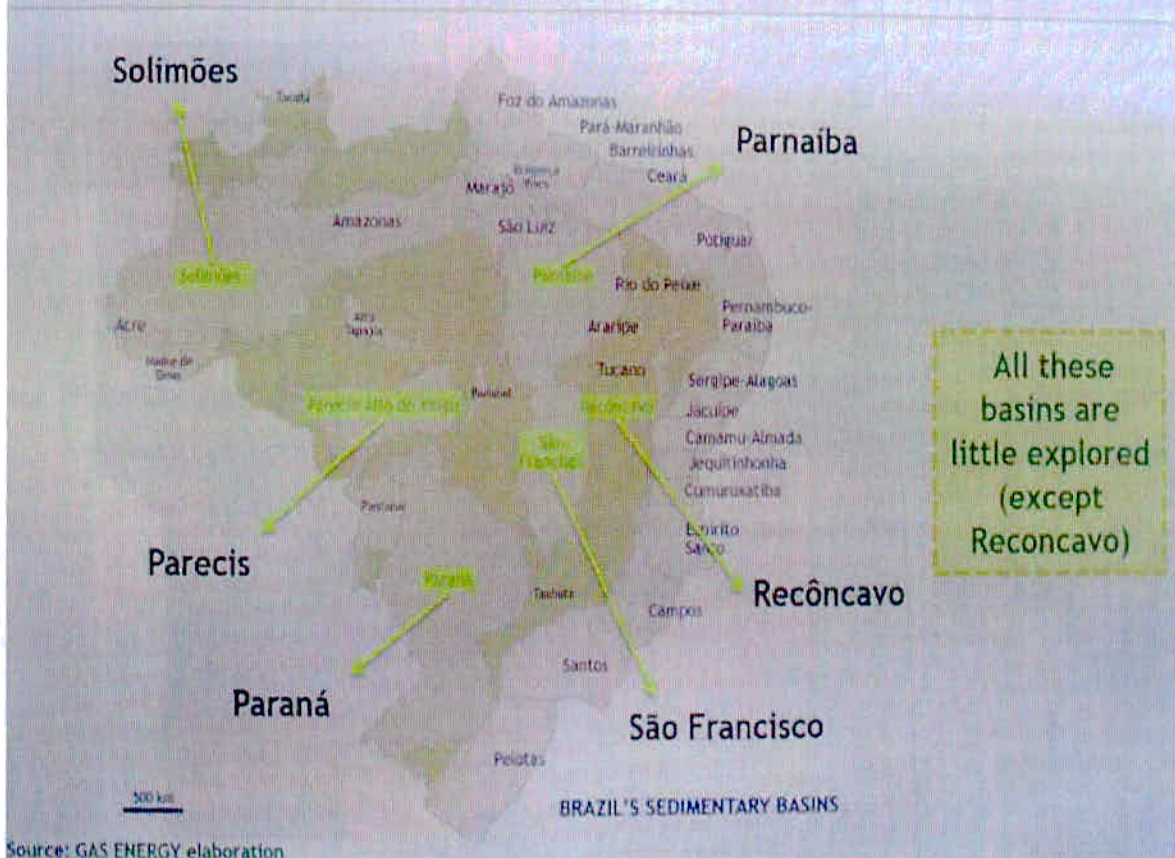 Solimões
Foz do Amazonas
Pará-Maranhão
Barreirinhas
Parnaíba
Ceará
Marajó
Amazonas
São Luiz
Potiguar
Solimões
Parnaíba
Rio do Peixe
Pernambuco-
Paraíba
Acre
Araripe
Tucano
Sergipe-Alagoas
Recôncavo
Jacuípe
São
Camamu-Almada
Jequitinhonha
Cumuruxatiba
Espírito
Santo
All these
basins are
little explored
(except
Reconcavo)
Parecis
Paraná
Recôncavo
Campos
Santos
Paraná
São Francisco
Pelotas
500 km
BRAZIL'S SEDIMENTARY BASINS
Source: GAS ENERGY elaboration